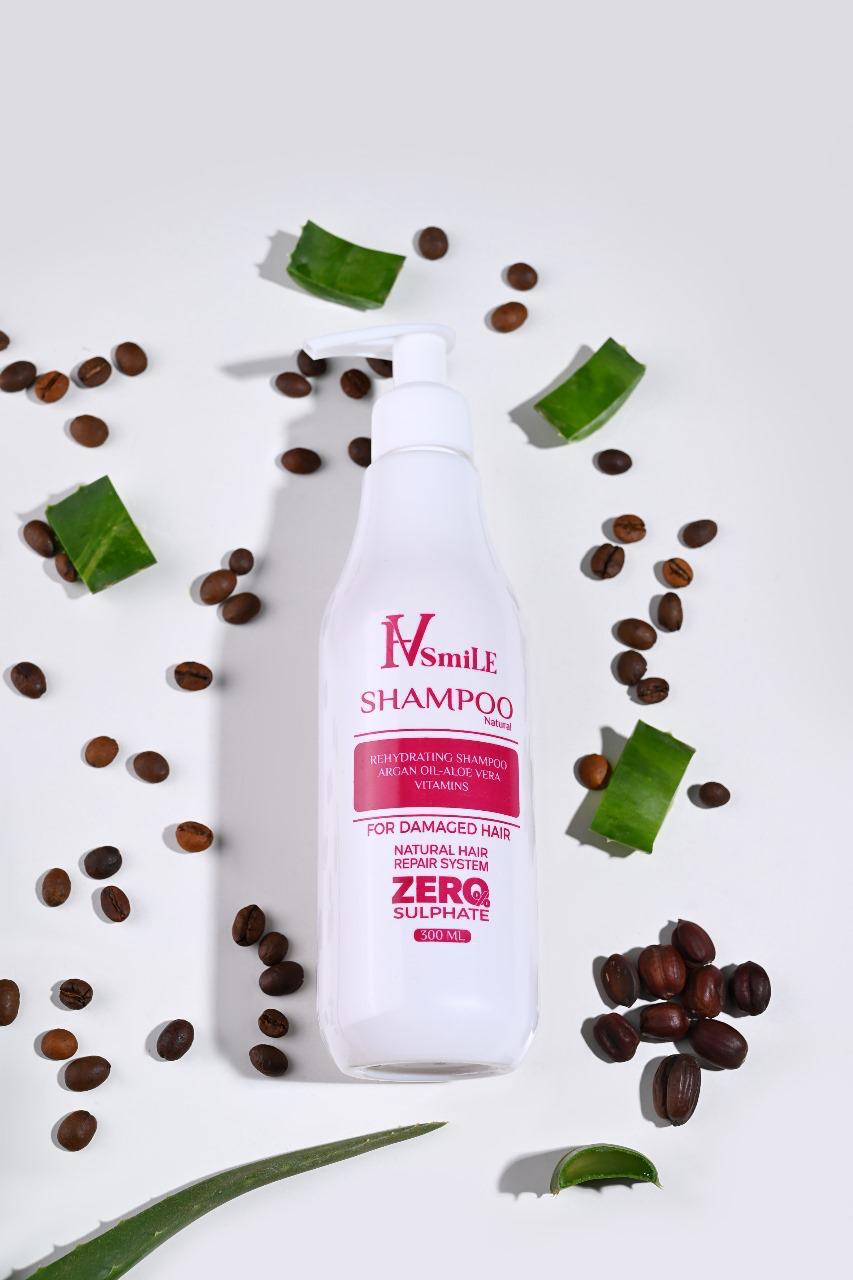 IVSmiLE
SHAMPOO
Natural
REHYDRATING SHAMPOO
ARGAN OIL-ALOE VERA
VITAMINS
FOR DAMAGED HAIR
NATURAL HAIR
REPAIR SYSTEM
ZERO%
SULPHATE
300 ML